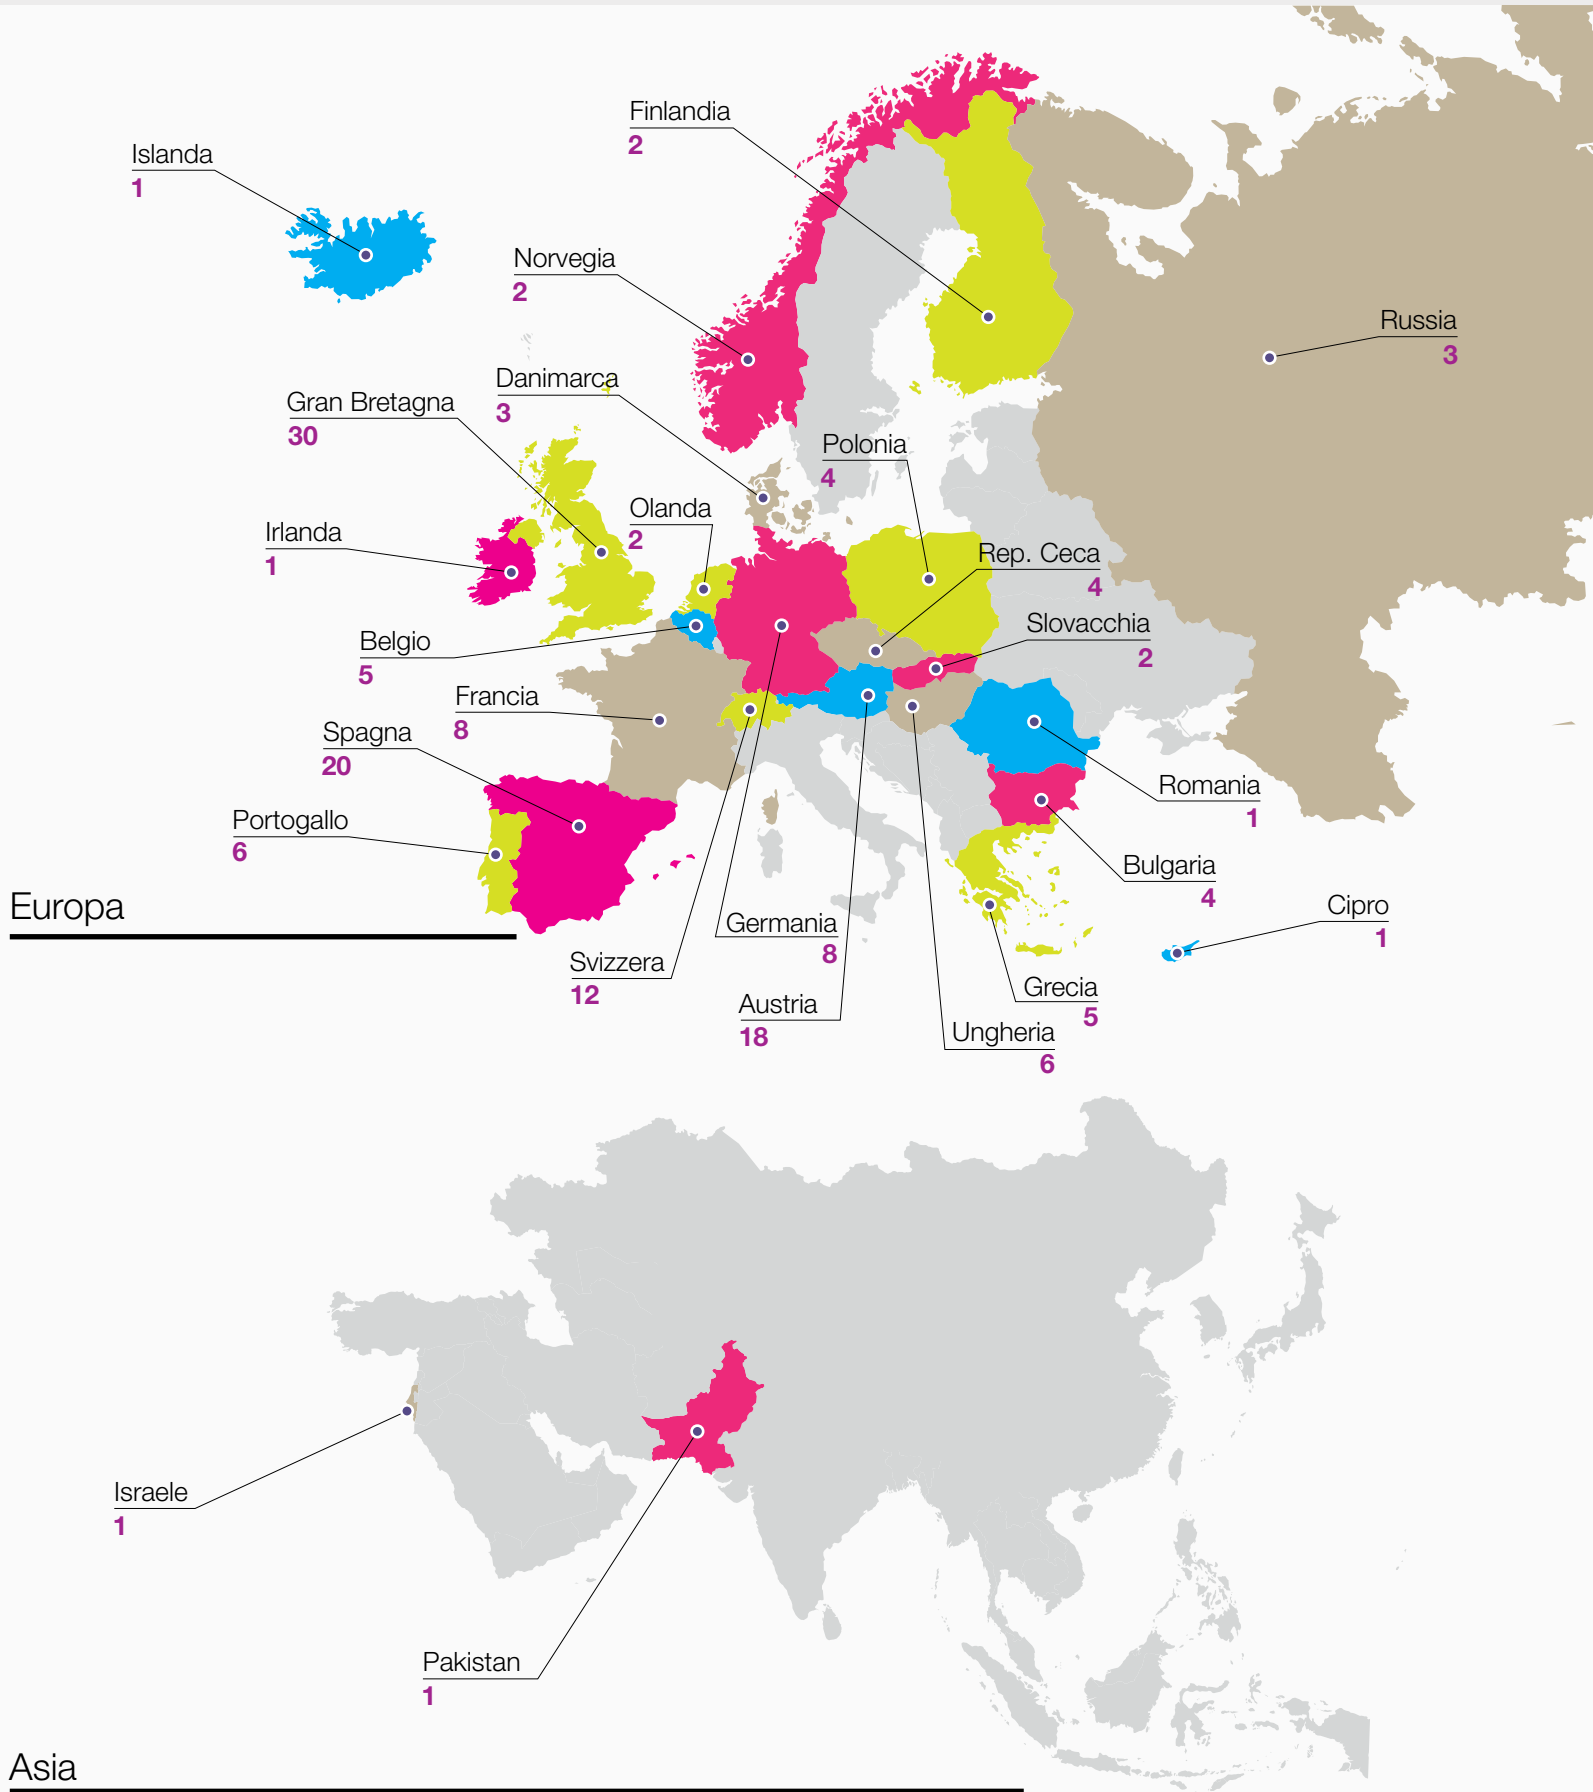 Finlandia
2
Islanda
1
Norvegia
2
Russia
3
Danimarca
3
Gran Bretagna
30
Polonia
4
Olanda
2
Irlanda
1
Rep. Ceca
4
Slovacchia
2
Belgio
5
Francia
8
Spagna
20
Romania
1
Portogallo
6
Bulgaria
4
Europa
Cipro
1
Germania
8
Svizzera
12
Grecia
5
Austria
18
Ungheria
6
Israele
1
Pakistan
1
Asia